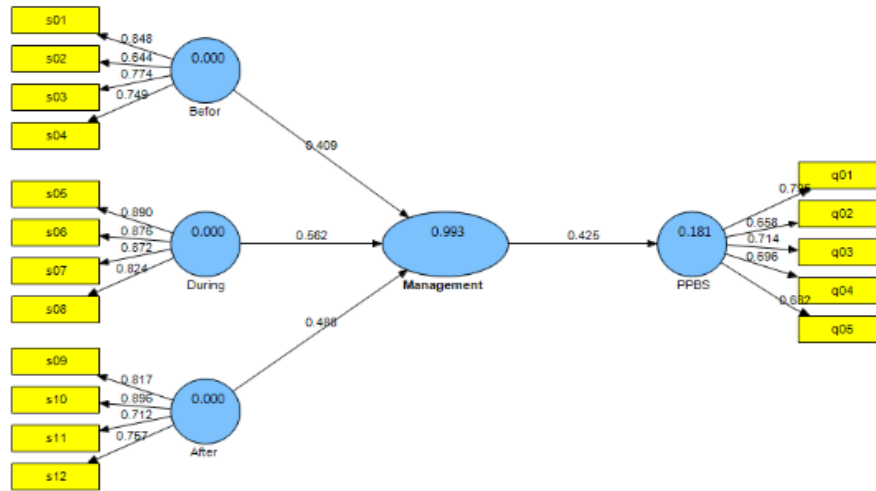 s01
0.848
0.000
s02
0.644
0.774
s03
0.749
Befor
s04
0.409
q01
s05
0.890
q02
0.658
s06
0.876
0.000
0.993
0.181
0.714
0.562
0.425
q03
0.872
0.696
s07
0.824
During
Management
PPBS
q04
s08
0.488
q05
s09
0.817
s10
0.896
0.000
0.712
s11
0.757
After
s12